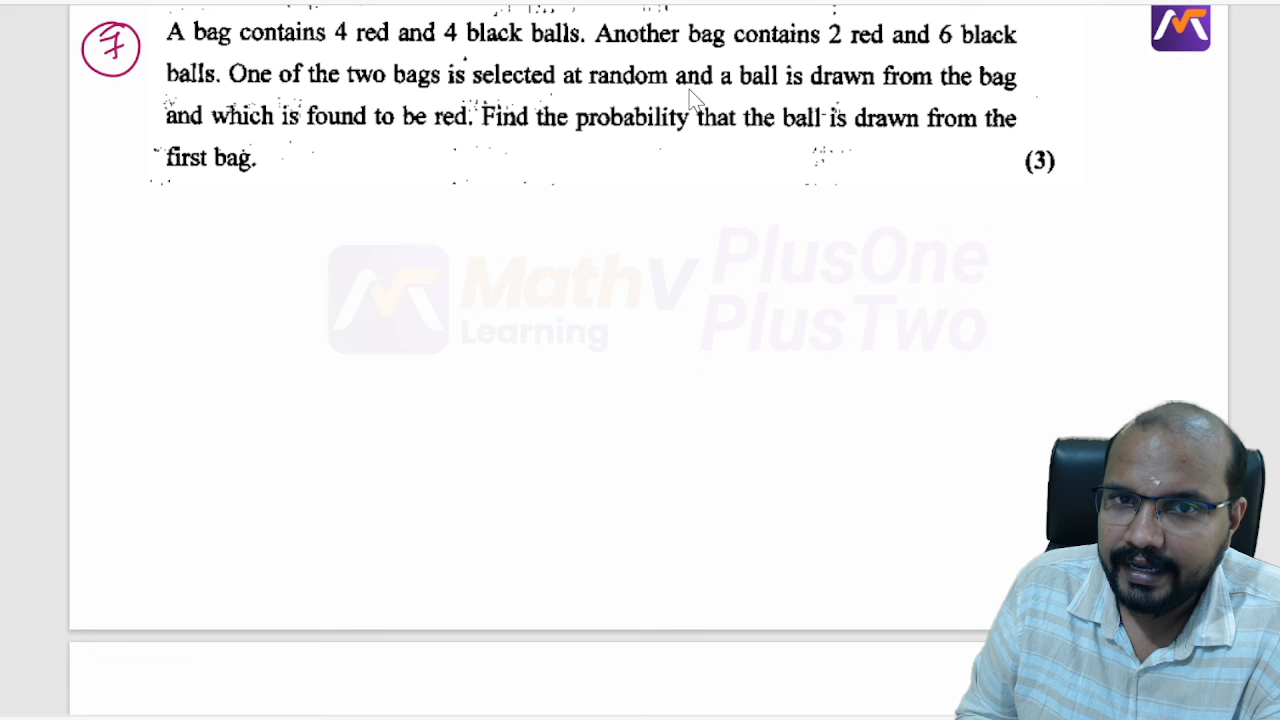 7
A bag contains 4 red and 4 black balls. Another bag contains 2 red and 6 black
balls. One of the two bags is selected at random and a ball is drawn from the bag
and which is found to be red. Find the probability that the ball is drawn from the
first bag. (3)
MathV PlusOne
Learning PlusTwo